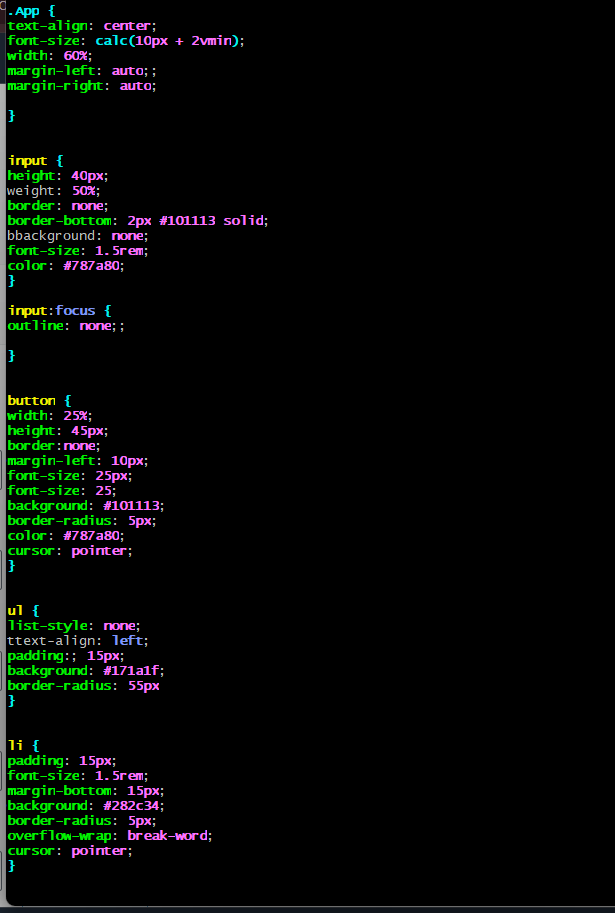 .App {
text-align: center;
font-size: calc(10px + 2vmin);
width: 60%;
margin-left: auto;;
margin-right: auto;
}
input {
height: 40px;
weight: 50%;
border: none;
border-bottom: 2px #101113 solid;
bbackground: none;
font-size: 1.5rem;
color: #787a80;
}
input:focus {
outline: none;;
}
button {
width: 25%;
height: 45px;
border:none;
margin-left: 10px;
font-size: 25px;
font-size: 25;
background: #101113;
border-radius: 5px;
color: #787a80;
cursor: pointer;
}
ul {
list-style: none;
ttext-align: left;
padding:; 15px;
background: #171a1f;
border-radius: 55px
}
li {
padding: 15px;
font-size: 1.5rem;
margin-bottom: 15px;
background: #282c34;
border-radius: 5px;
overflow-wrap: break-word;
cursor: pointer;
}